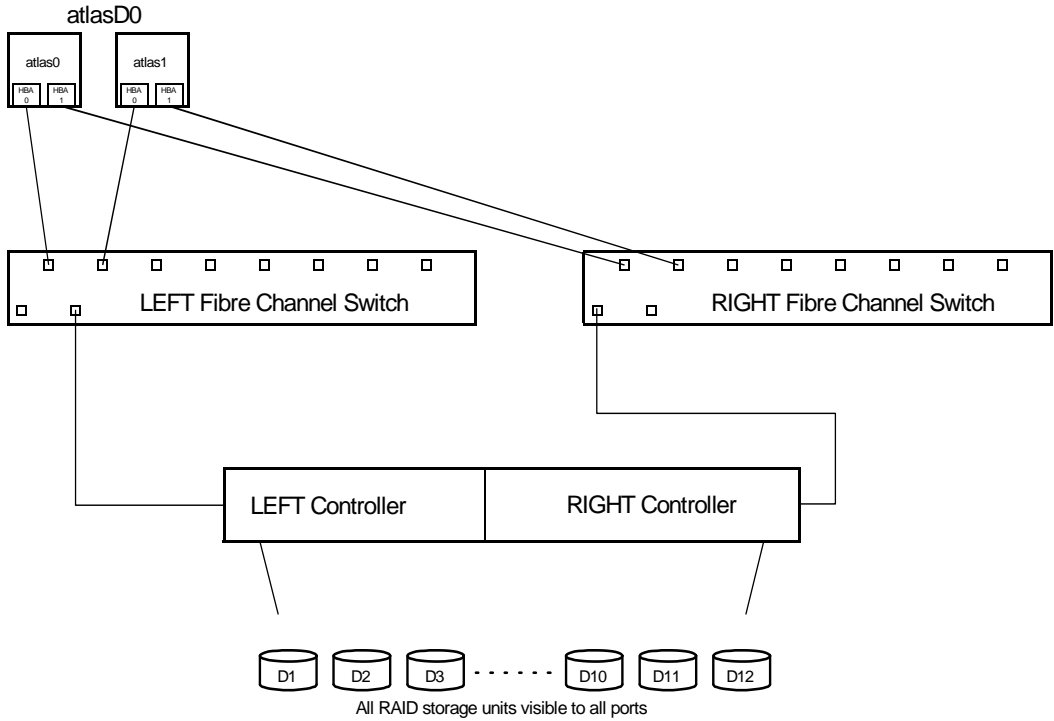 atlasD0
atlas0
atlas1
HBA
0
HBA
1
HBA
0
HBA
1
LEFT Fibre Channel Switch
RIGHT Fibre Channel Switch
LEFT Controller
RIGHT Controller
D1
D2
D3
D10
D11
D12
All RAID storage units visible to all ports